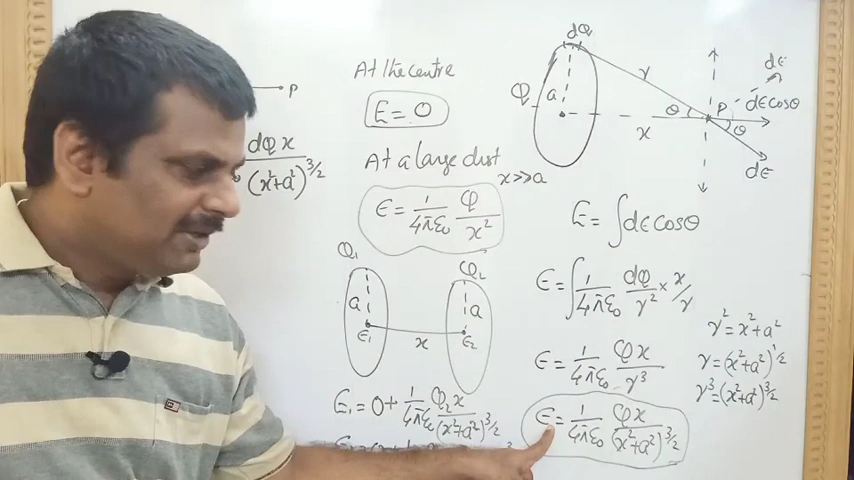 P
dQ x
(x²+a²)^3/2
At the centre
E = 0
At a large dist
x>>a
E = 1/4πε₀ Q/x²
Q₁
Q₂
a
a
E₁
x
E₂
E₁ = 0 + 1/4πε₀ Q₂x/(x²+a²)^3/2
dQ
Q
a
r
x
θ
P
θ
dE
dE cosθ
dE
E = ∫dE cosθ
E = ∫ 1/4πε₀ dQ/r² × x/r
r² = x²+a²
r = (x²+a²)^1/2
r³ = (x²+a²)^3/2
E = 1/4πε₀ Qx/r³
E = 1/4πε₀ Qx/(x²+a²)^3/2